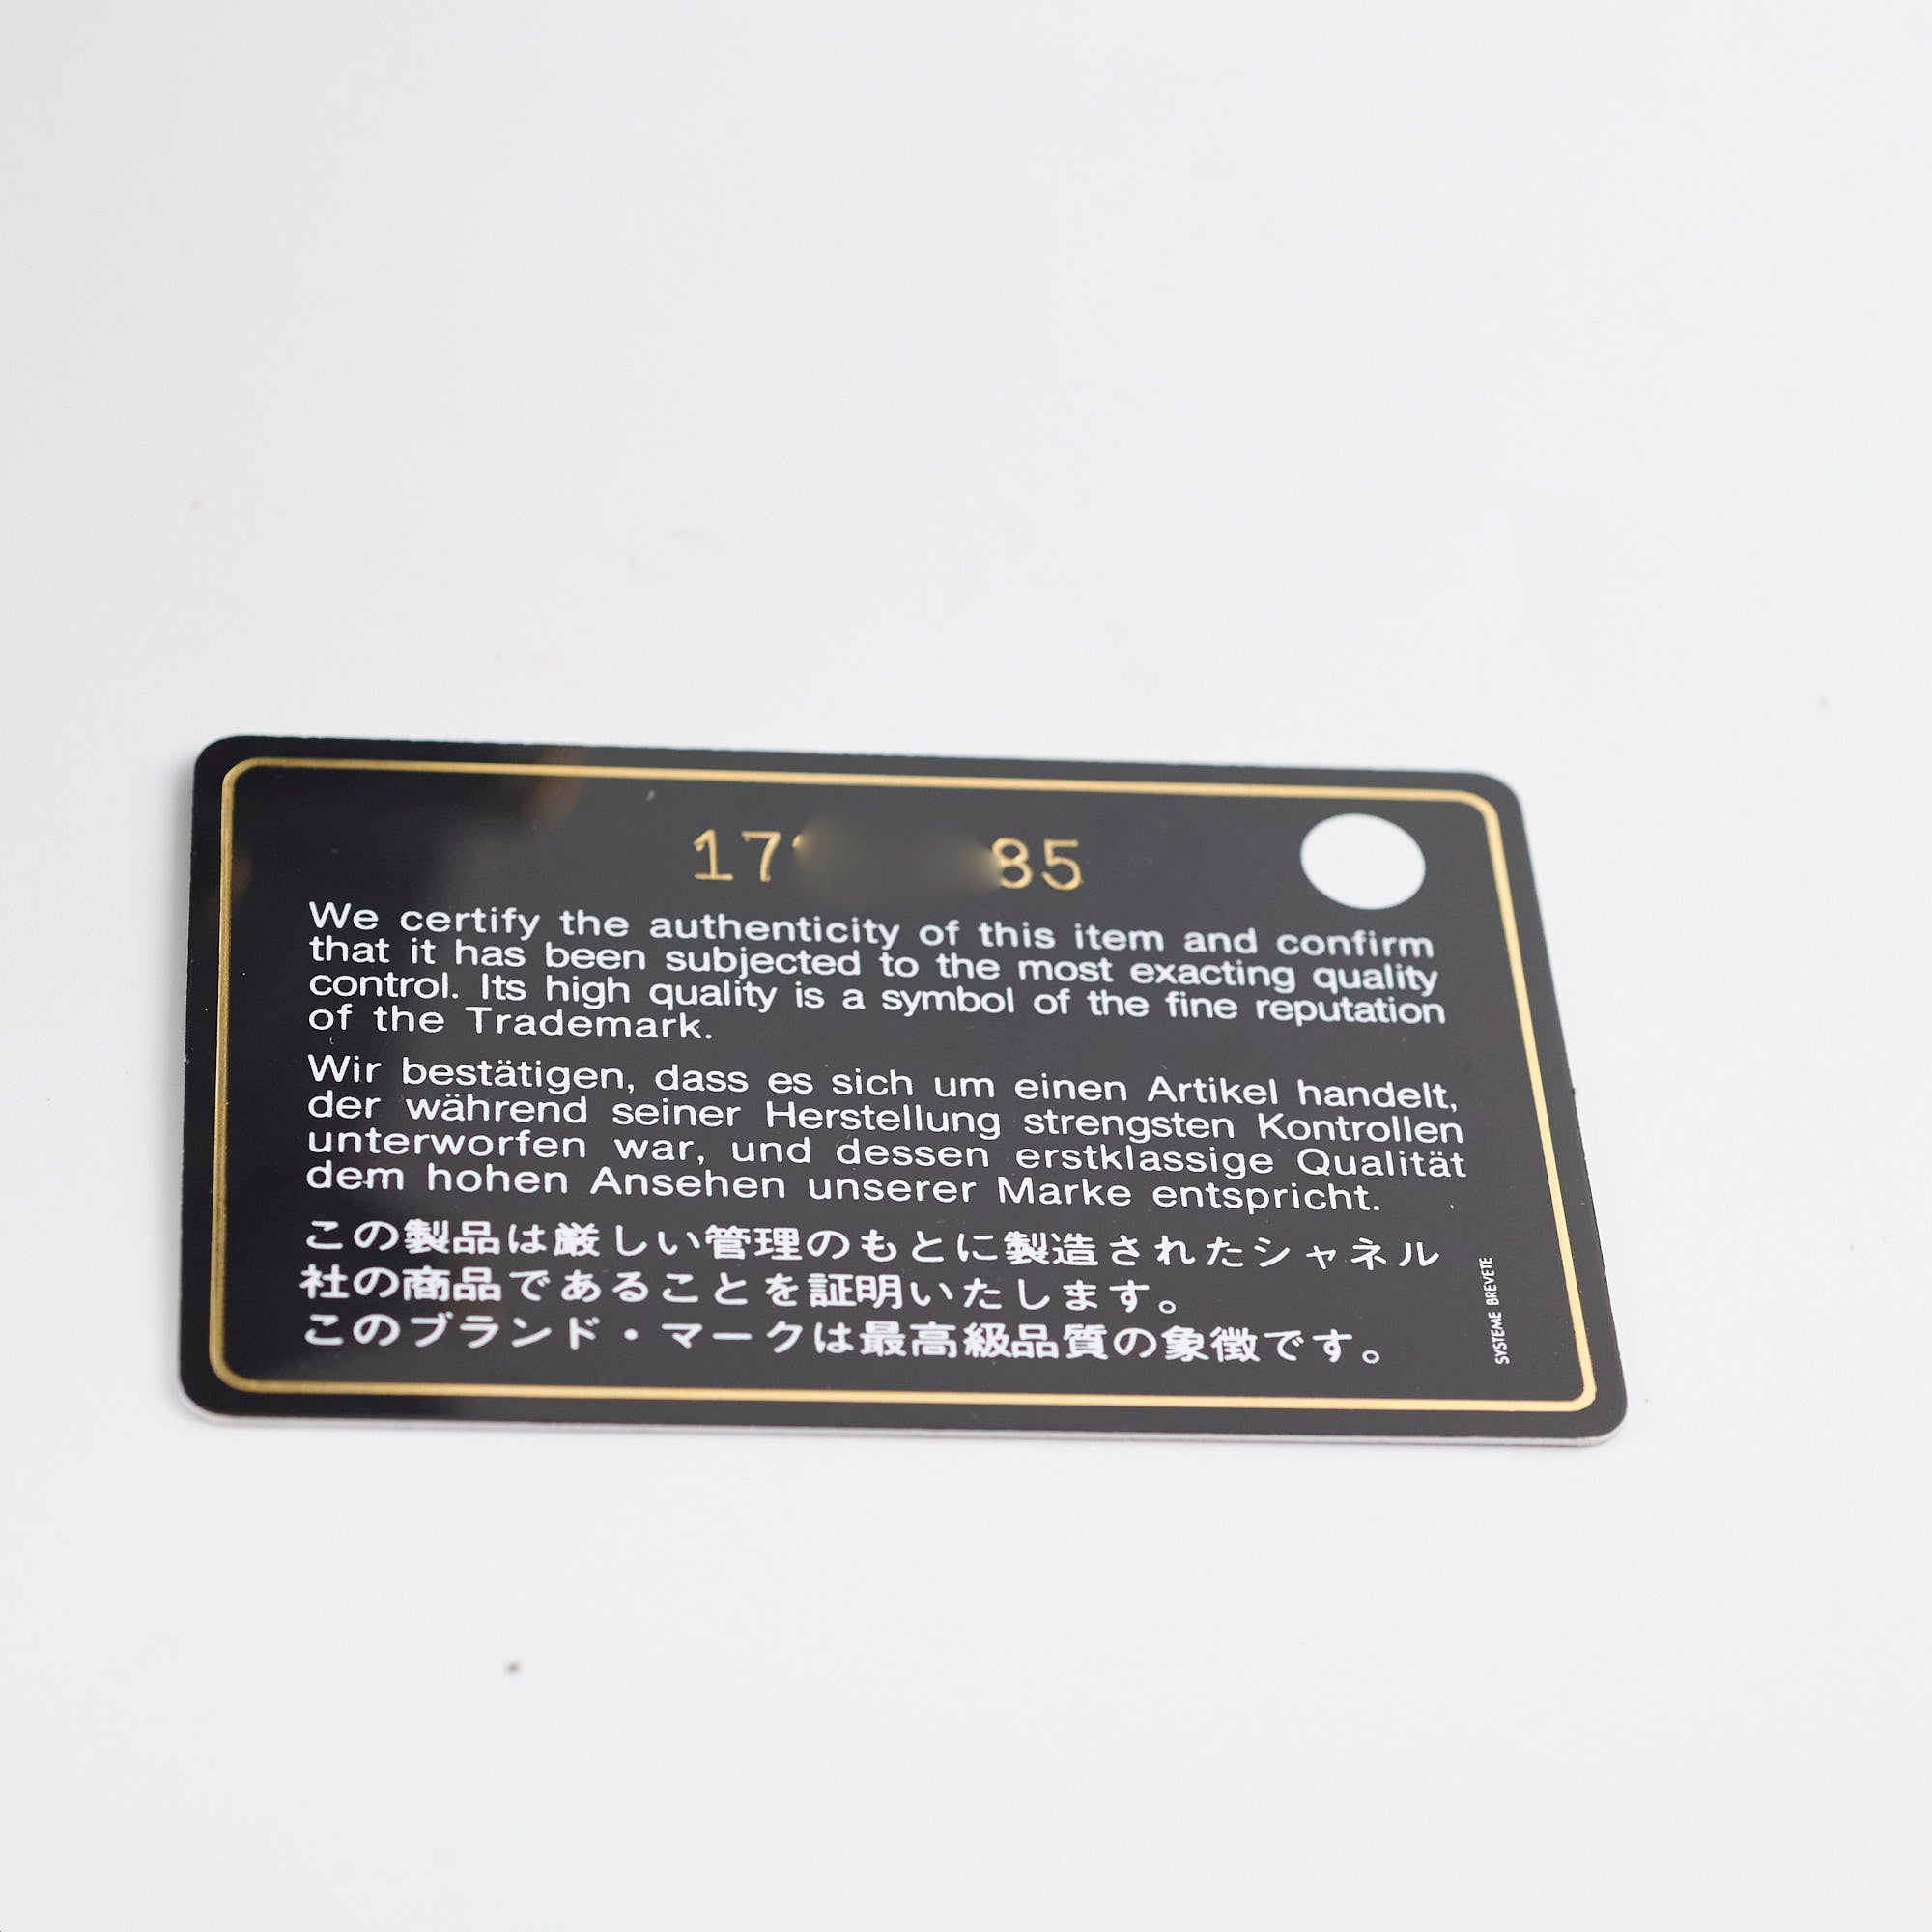 17 85
We certify the authenticity of this item and confirm
that it has been subjected to the most exacting quality
control. Its high quality is a symbol of the fine reputation
of the Trademark.
Wir bestätigen, dass es sich um einen Artikel handelt,
der während seiner Herstellung strengsten Kontrollen
unterworfen war, und dessen erstklassige Qualität
dem hohen Ansehen unserer Marke entspricht.
この製品は厳しい管理のもとに製造されたシャネル
社の商品であることを証明いたします。
このブランド・マークは最高級品質の象徴です。
SYSTEME BREVETE